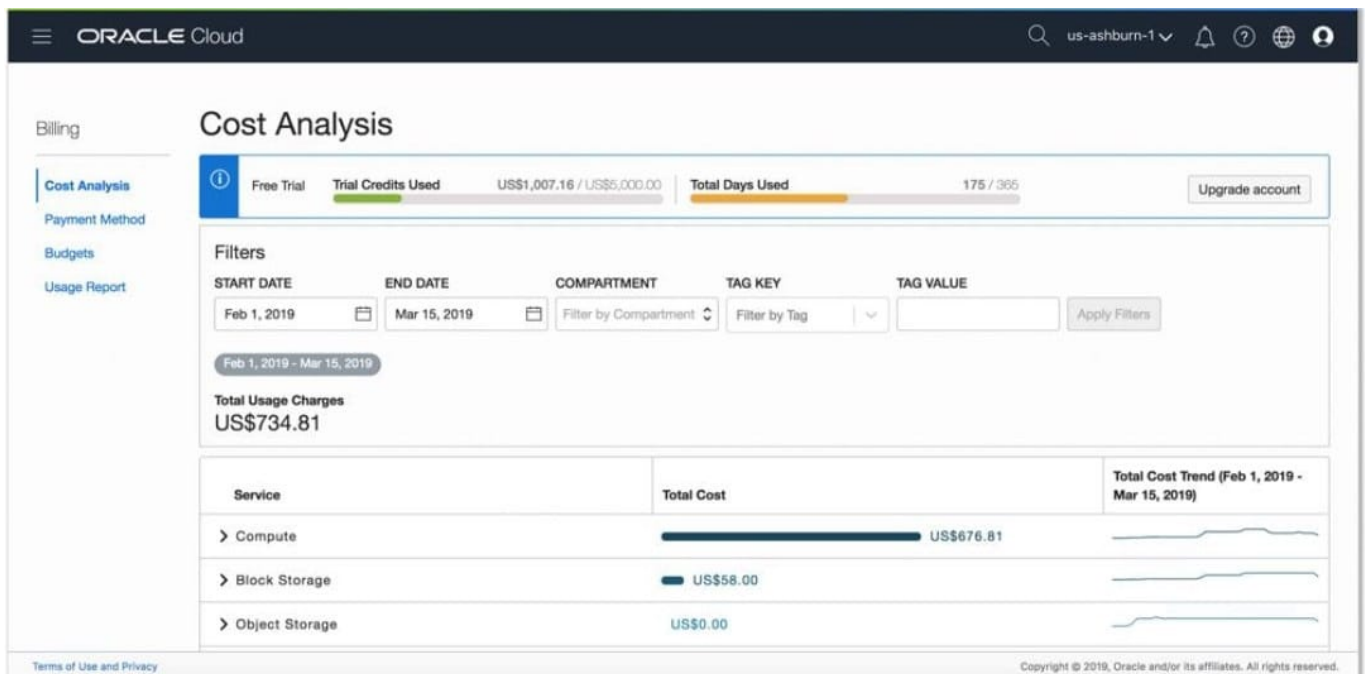 ORACLE Cloud
us-ashburn-1
Billing
Cost Analysis
Payment Method
Budgets
Usage Report
Cost Analysis
Free Trial
Trial Credits Used US$1,007.16 / US$5,000.00
Total Days Used 175 / 365
Upgrade account
Filters
START DATE END DATE COMPARTMENT TAG KEY TAG VALUE
Feb 1, 2019 Mar 15, 2019 Filter by Compartment Filter by Tag Apply Filters
Feb 1, 2019 - Mar 15, 2019
Total Usage Charges
US$734.81
Service Total Cost Total Cost Trend (Feb 1, 2019 -
Mar 15, 2019)
Compute US$676.81
Block Storage US$58.00
Object Storage US$0.00
Terms of Use and Privacy Copyright © 2019, Oracle and/or its affiliates. All rights reserved.